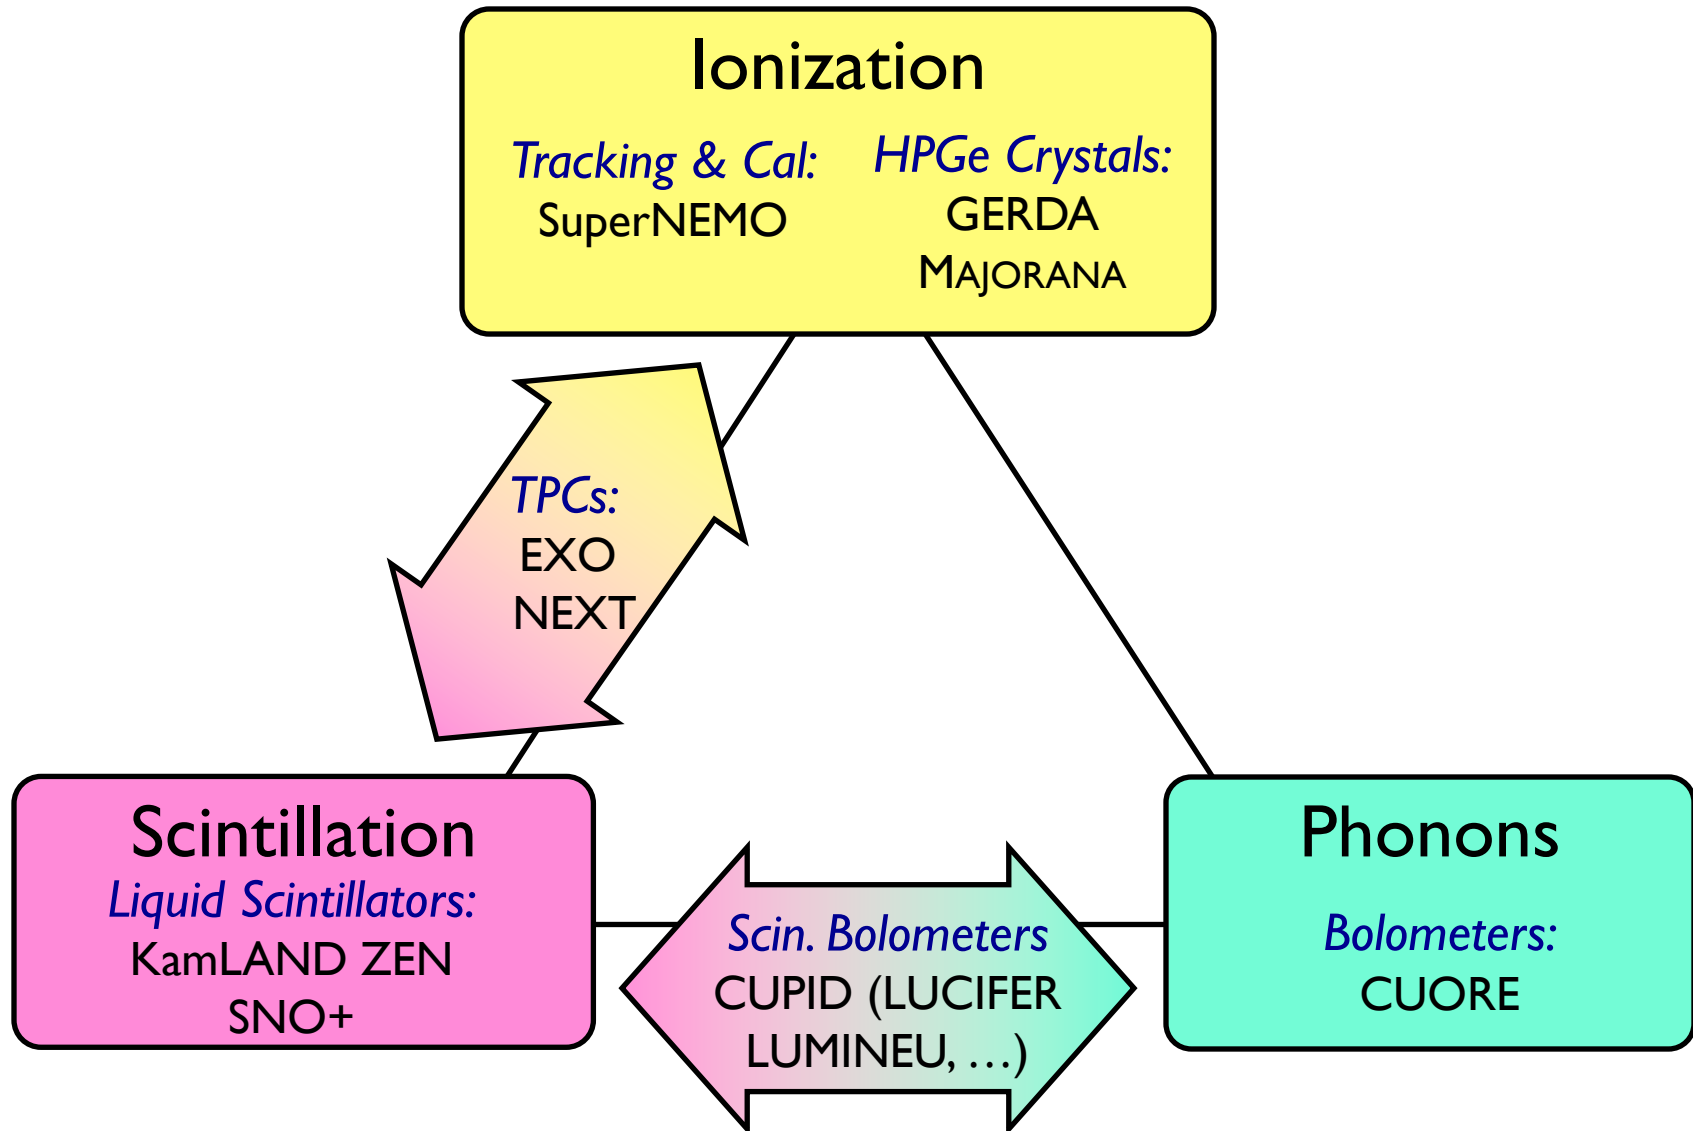 Ionization
Tracking & Cal:
SuperNEMO
HPGe Crystals:
GERDA
MAJORANA
TPCs:
EXO
NEXT
Scintillation
Liquid Scintillators:
KamLAND ZEN
SNO+
Scin. Bolometers
CUPID (LUCIFER
LUMINEU, …)
Phonons
Bolometers:
CUORE